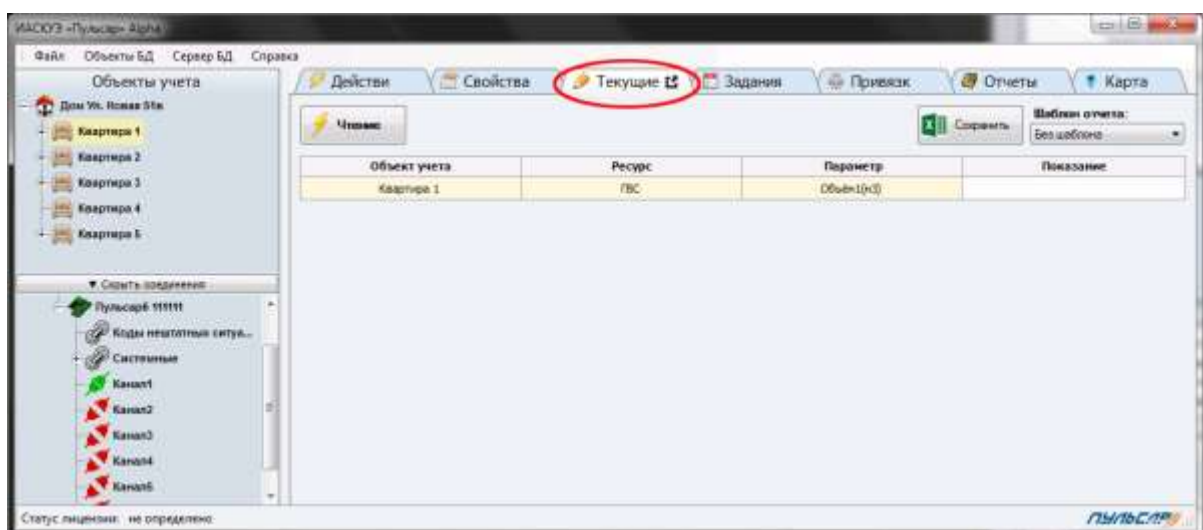 ИАСКУЭ «Пульсар» Alpha
Файл Объекты БД Сервер БД Справка
Объекты учета
Дом Ул. Новая 51в
Квартира 1
Квартира 2
Квартира 3
Квартира 4
Квартира 5
▼ Скрыть соединения
Пульсар6 111111
Коды нештатных ситуа...
Системные
Канал1
Канал2
Канал3
Канал4
Канал5
Действи Свойства Текущие Задания Привязк Отчеты Карта
Чтение Сохранить Шаблон отчета:
Без шаблона
Объект учета Ресурс Параметр Показание
Квартира 1 ГВС Объём1(м3)
Статус лицензии: не определено ПУЛЬСАР